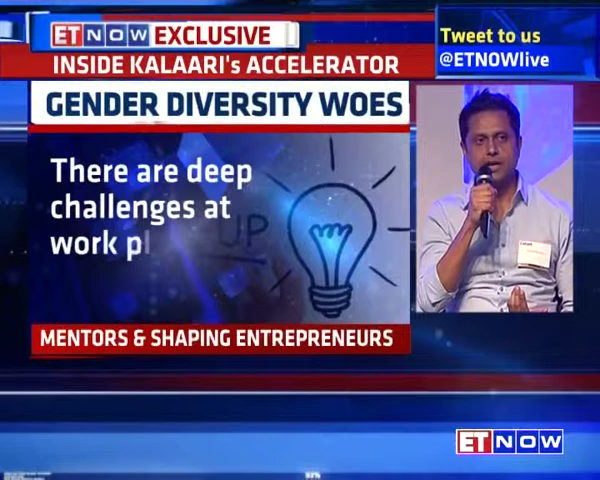 ET NOW EXCLUSIVE
INSIDE KALAARI's ACCELERATOR
Tweet to us
@ETNOWlive
GENDER DIVERSITY WOES
There are deep
challenges at
work pl
UP
MENTORS & SHAPING ENTREPRENEURS
ET NOW